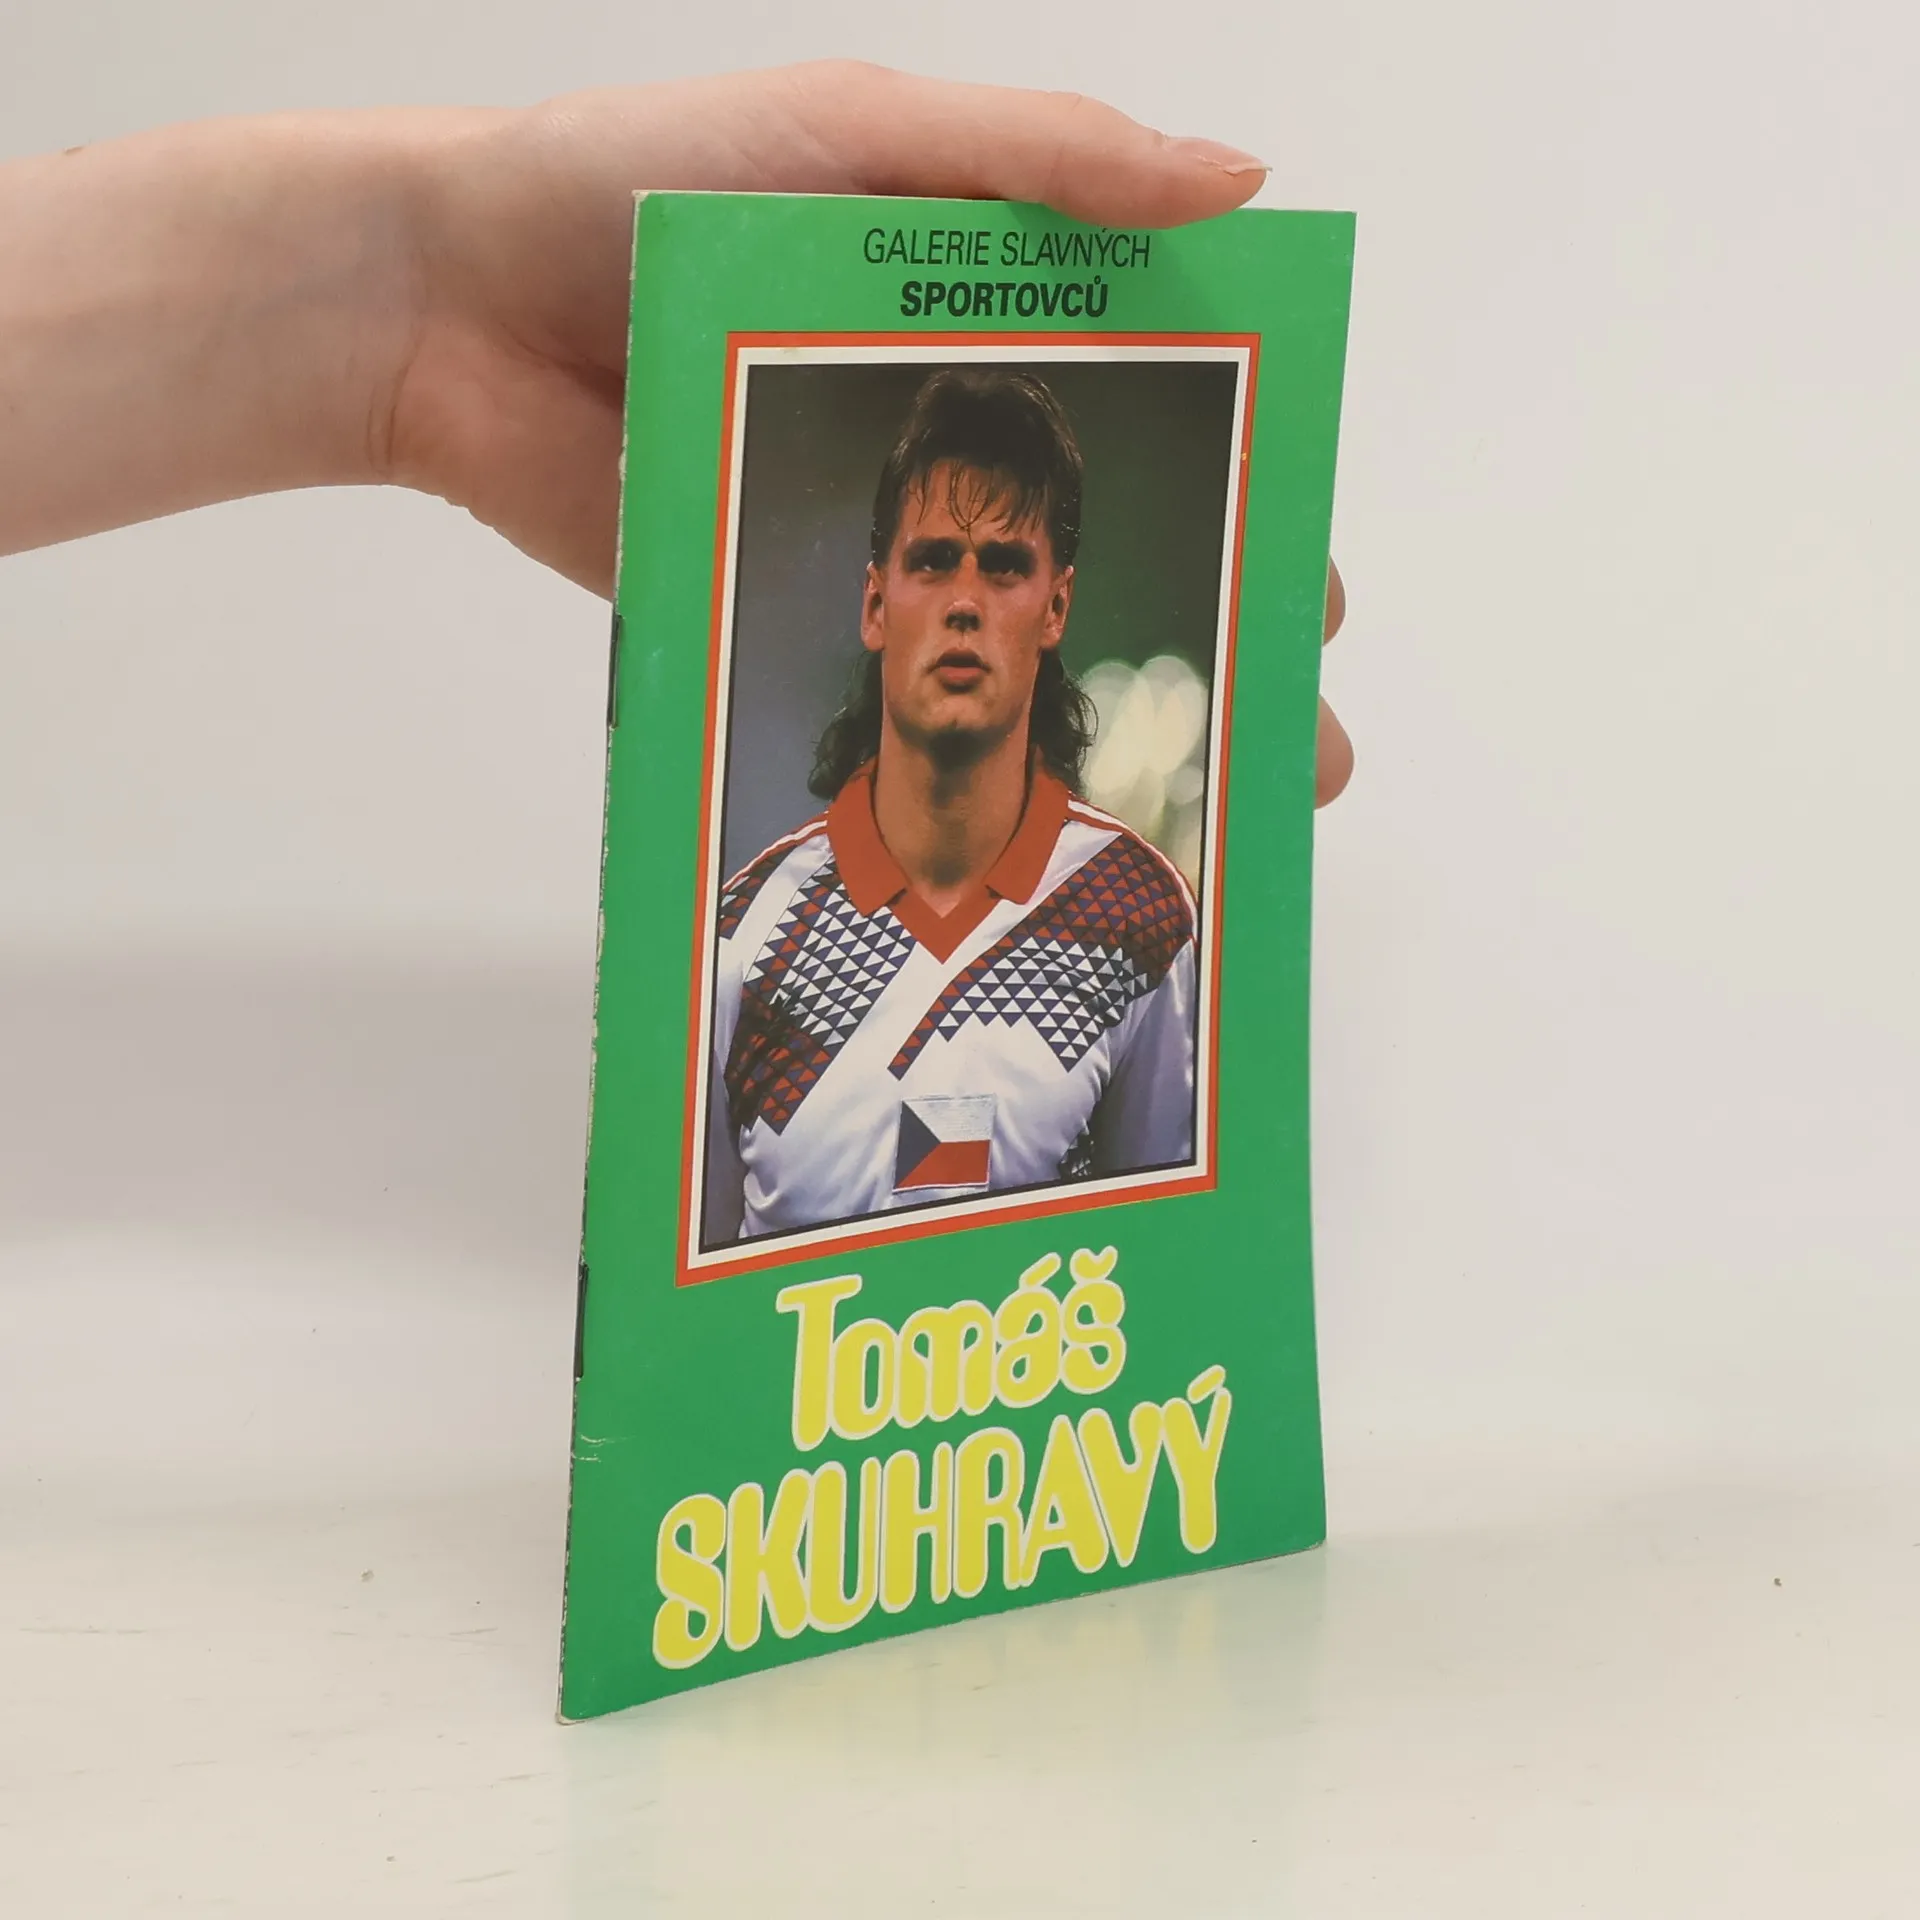 GALERIE SLAVNÝCH
SPORTOVCŮ
Tomáš
SKUHRAVÝ